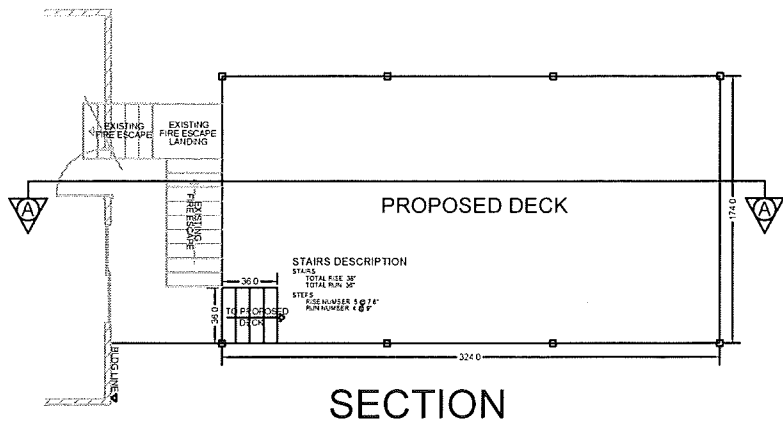 EXISTING
FIRE ESCAPE
EXISTING
FIRE ESCAPE
LANDING
EXISTING
FIRE ESCAPE
A
A
PROPOSED DECK
174.0
STAIRS DESCRIPTION
STAIRS
TOTAL RISE 38"
TOTAL RUN 36"
STEPS
RISE NUMBER 5 @ 7.6"
RUN NUMBER 4 @ 9"
36.0
36.0
TO PROPOSED
DECK
BLDG LINE
324.0
SECTION